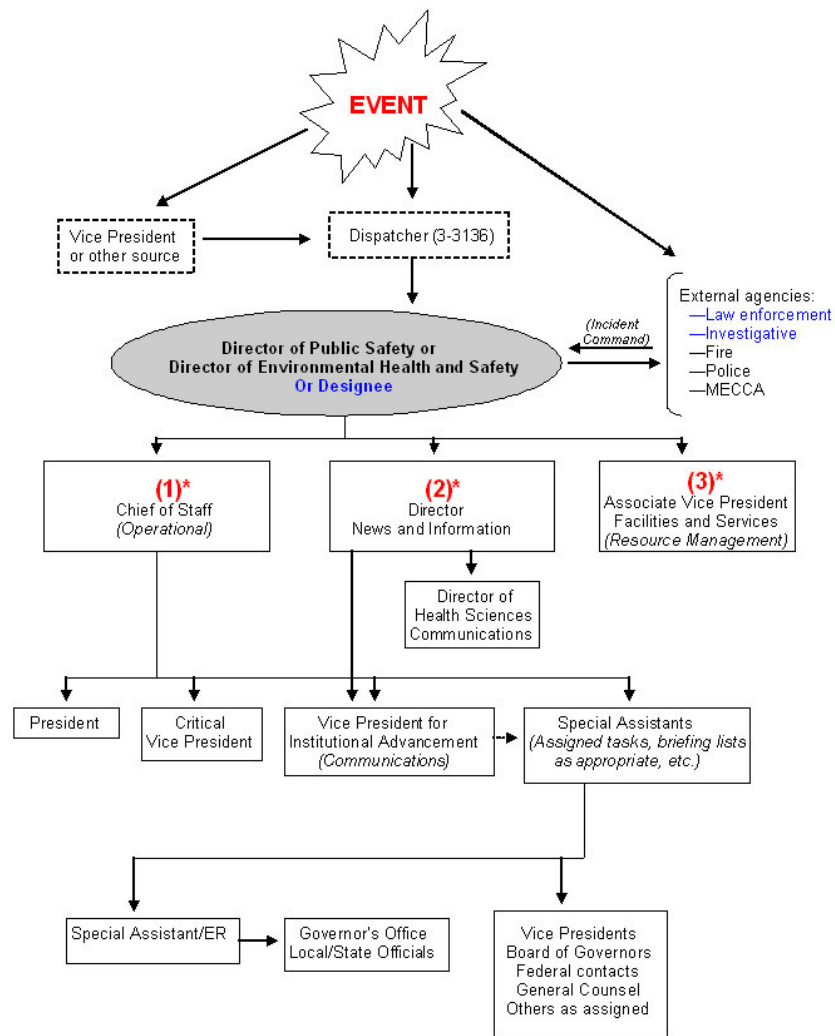 EVENT
Vice President
or other source
Dispatcher (3-3136)
External agencies:
—Law enforcement
—Investigative
—Fire
—Police
—MECCA
(Incident
Command)
Director of Public Safety or
Director of Environmental Health and Safety
Or Designee
(1)*
Chief of Staff
(Operational)
(2)*
Director
News and Information
(3)*
Associate Vice President
Facilities and Services
(Resource Management)
Director of
Health Sciences
Communications
President
Critical
Vice President
Vice President for
Institutional Advancement
(Communications)
Special Assistants
(Assigned tasks, briefing lists
as appropriate, etc.)
Special Assistant/ER
Governor's Office
Local/State Officials
Vice Presidents
Board of Governors
Federal contacts
General Counsel
Others as assigned